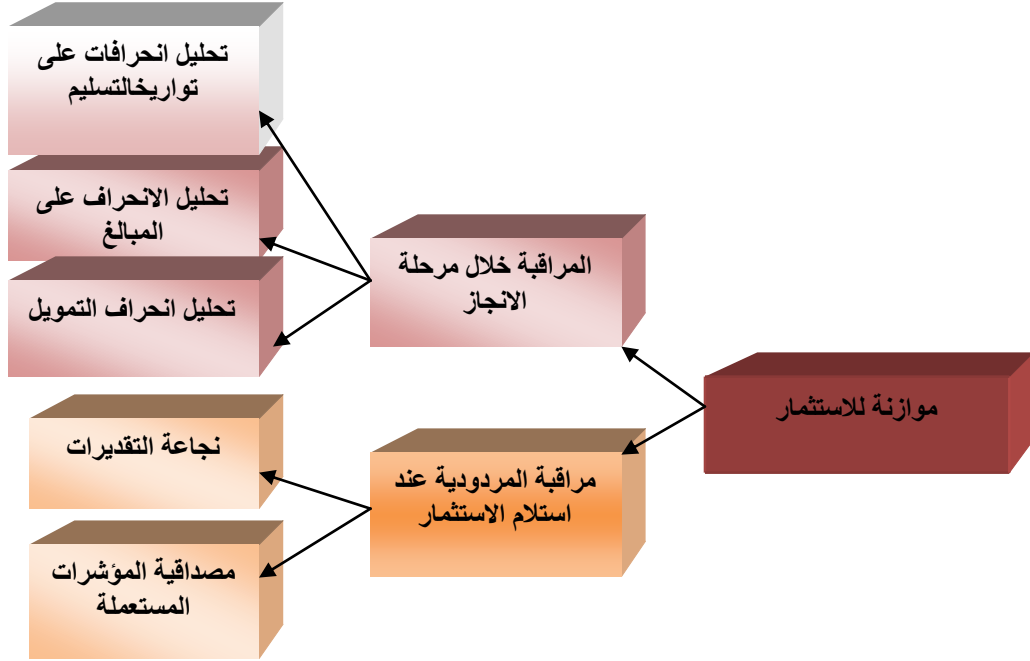 موازنة للاستثمار
المراقبة خلال مرحلة
الانجاز
تحليل انحرافات على
تواريخالتسليم
تحليل الانحراف على
المبالغ
تحليل انحراف التمويل
مراقبة المردودية عند
استلام الاستثمار
نجاعة التقديرات
مصداقية المؤشرات
المستعملة